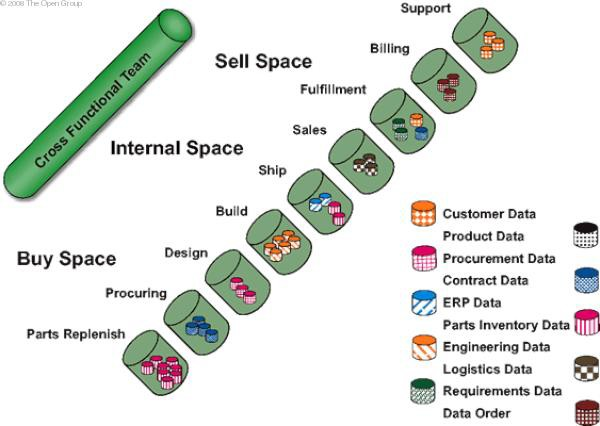 © 2008 The Open Group
Support
Billing
Sell Space
Fulfillment
Cross Functional Team
Sales
Internal Space
Ship
Build
Design
Buy Space
Procuring
Parts Replenish
Customer Data
Product Data
Procurement Data
Contract Data
ERP Data
Parts Inventory Data
Engineering Data
Logistics Data
Requirements Data
Data Order